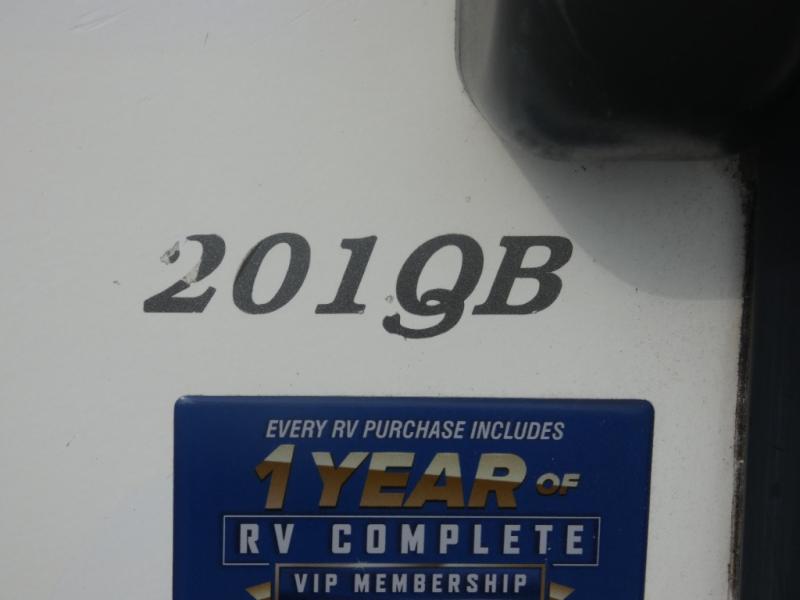 201QB
EVERY RV PURCHASE INCLUDES
1 YEAR OF
RV COMPLETE
VIP MEMBERSHIP